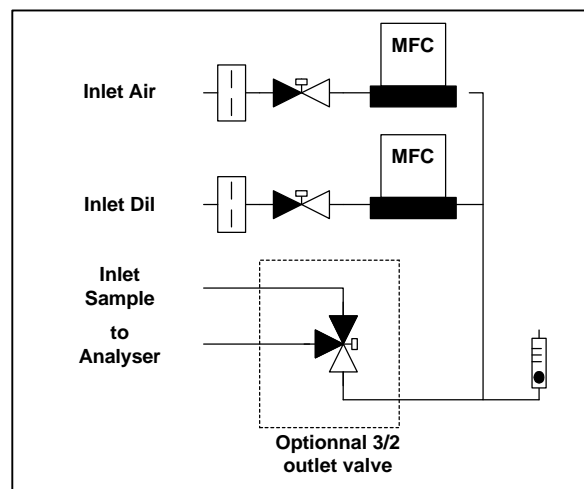 MFC
Inlet Air
MFC
Inlet Dil
Inlet
Sample
to
Analyser
Optionnal 3/2
outlet valve